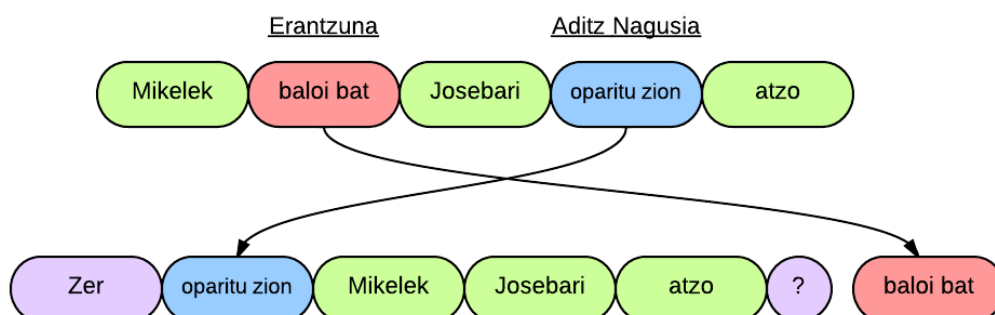 Erantzuna Aditz Nagusia
Mikelek baloi bat Josebari oparitu zion atzo
Zer oparitu zion Mikelek Josebari atzo ? baloi bat